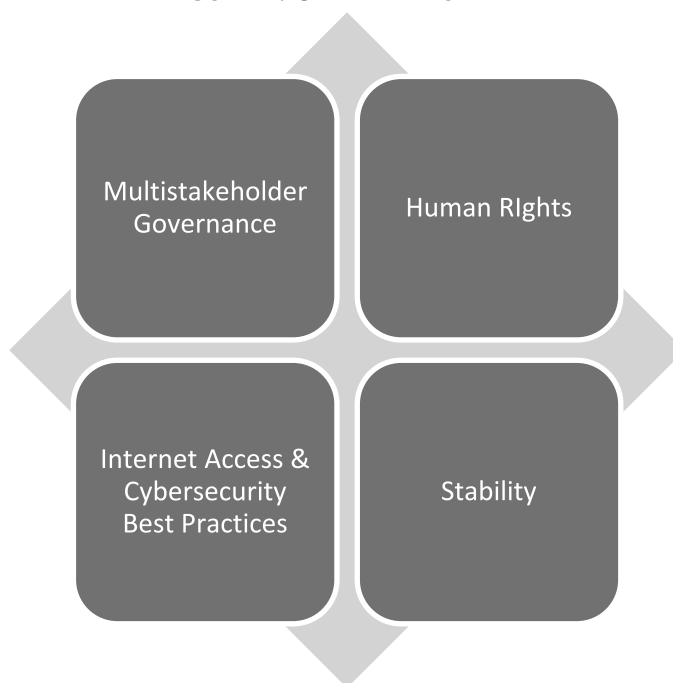 Multistakeholder
Governance
Human RIghts
Internet Access &
Cybersecurity
Best Practices
Stability